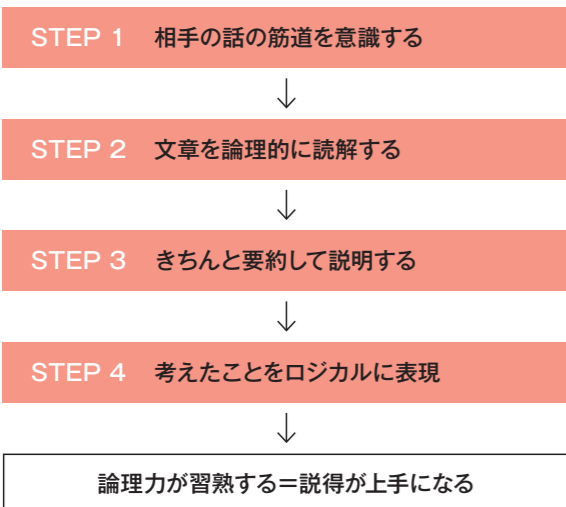 STEP 1 相手の話の筋道を意識する
↓
STEP 2 文章を論理的に読解する
↓
STEP 3 きちんと要約して説明する
↓
STEP 4 考えたことをロジカルに表現
↓
論理力が習熟する＝説得が上手になる